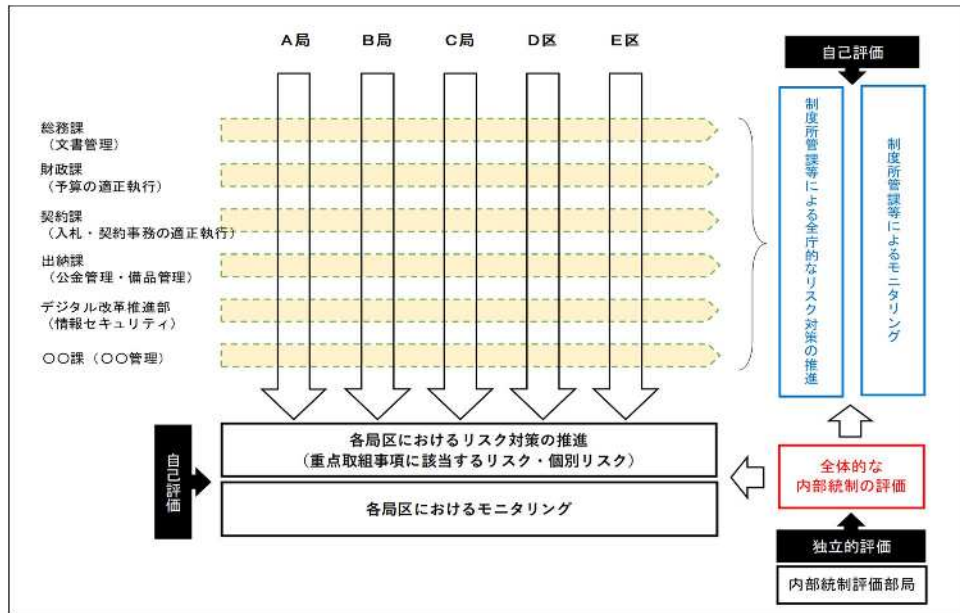 A局 B局 C局 D区 E区
総務課
（文書管理）
財政課
（予算の適正執行）
契約課
（入札・契約事務の適正執行）
出納課
（公金管理・備品管理）
デジタル改革推進部
（情報セキュリティ）
〇〇課（〇〇管理）
自己評価
制度所管課等による全庁的なリスク対策の推進
制度所管課等によるモニタリング
自己評価
各局区におけるリスク対策の推進
（重点取組事項に該当するリスク・個別リスク）
各局区におけるモニタリング
全体的な
内部統制の評価
独立的評価
内部統制評価部局